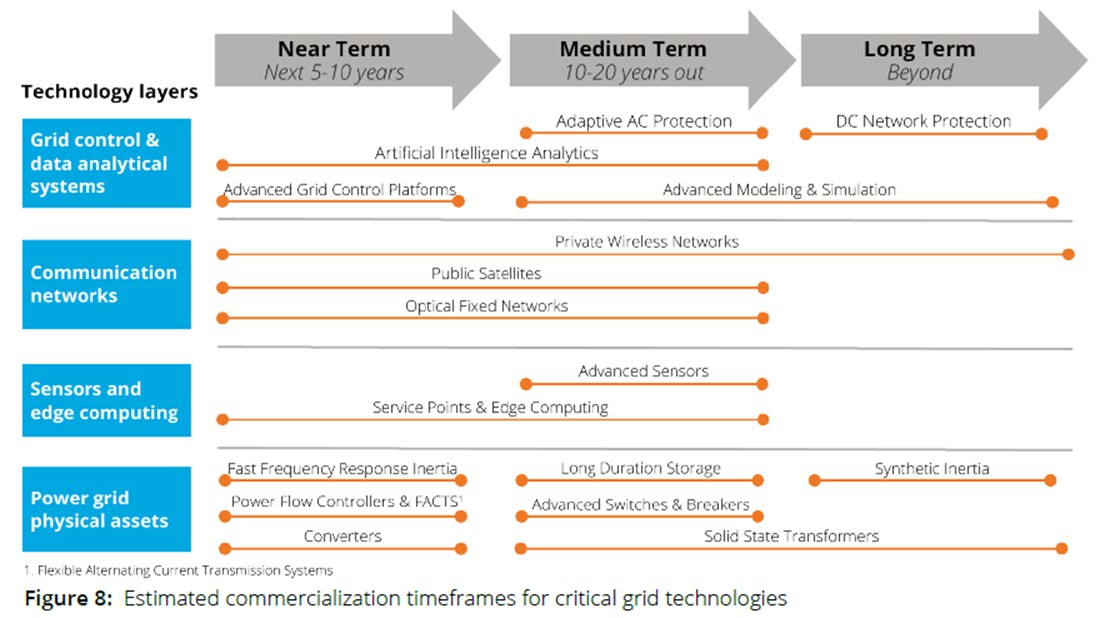 Near Term
Next 5-10 years
Medium Term
10-20 years out
Long Term
Beyond
Technology layers
Grid control &
data analytical
systems
Adaptive AC Protection
DC Network Protection
Artificial Intelligence Analytics
Advanced Grid Control Platforms
Advanced Modeling & Simulation
Communication
networks
Private Wireless Networks
Public Satellites
Optical Fixed Networks
Sensors and
edge computing
Advanced Sensors
Service Points & Edge Computing
Power grid
physical assets
Fast Frequency Response Inertia
Long Duration Storage
Synthetic Inertia
Power Flow Controllers & FACTS¹
Advanced Switches & Breakers
Converters
Solid State Transformers
1. Flexible Alternating Current Transmission Systems
Figure 8: Estimated commercialization timeframes for critical grid technologies